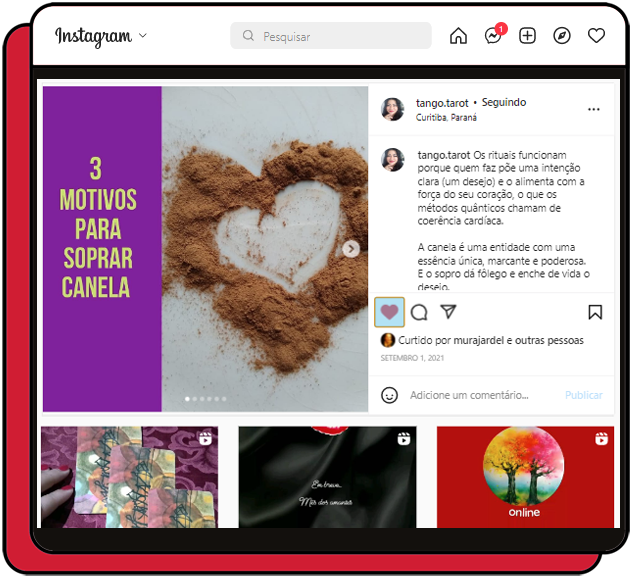 Instagram
Pesquisar
1
3
MOTIVOS
PARA
SOPRAR
CANELA
tango.tarot • Seguindo
Curitiba, Paraná
tango.tarot Os rituais funcionam
porque quem faz põe uma intenção
clara (um desejo) e o alimenta com a
força do seu coração, o que os
métodos quânticos chamam de
coerência cardíaca.
A canela é uma entidade com uma
essência única, marcante e poderosa.
E o sopro dá fôlego e enche de vida o
desejo.
Curtido por murajardel e outras pessoas
SETEMBRO 1, 2021
Adicione um comentário...
Publicar
Em breve...
Mês dos amantes
online